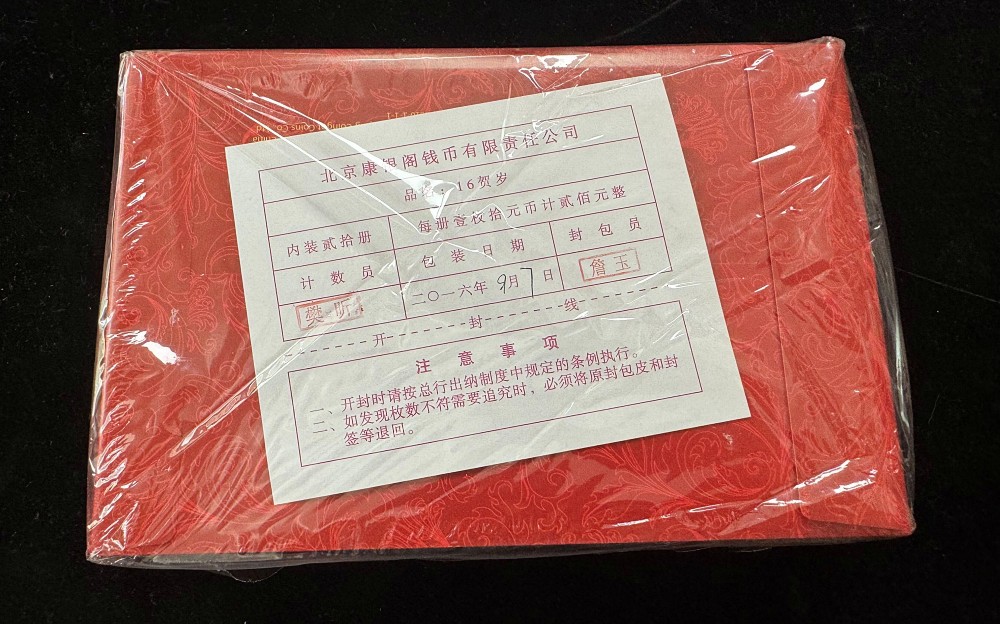 Coins Co.,
北京康银阁钱币有限责任公司
品名：16贺岁
每册壹枚拾元币计贰佰元整
内装贰拾册
计数员 包装日期 封包员
樊昕 二〇一六年 9月7日 詹玉
开 封 线
注意事项
一、开封时请按总行出纳制度中规定的条例执行。
二、如发现枚数不符需要追究时，必须将原封包皮和封
签等退回。